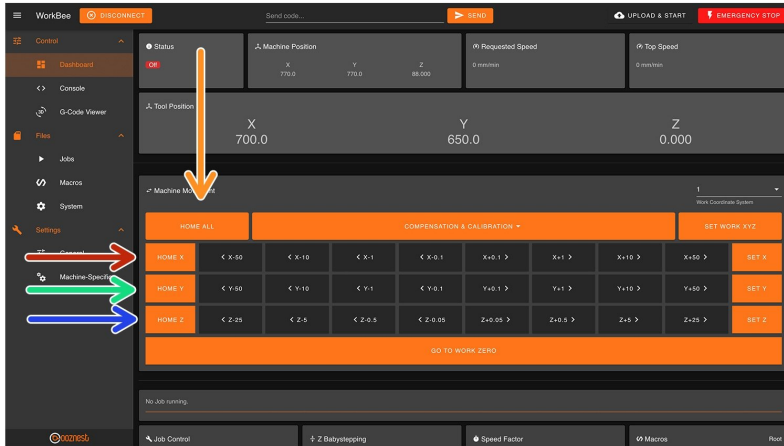 WorkBee
DISCONNECT
Send code...
SEND
UPLOAD & START
EMERGENCY STOP
Control
Dashboard
Console
G-Code Viewer
Files
Jobs
Macros
System
Settings
General
Machine-Specific
ooznest
Status
Off
Machine Position
X Y Z
770.0 770.0 88.000
Requested Speed
0 mm/min
Top Speed
0 mm/min
Tool Position
X Y Z
700.0 650.0 0.000
Machine Movement
1
Work Coordinate System
HOME ALL COMPENSATION & CALIBRATION SET WORK XYZ
HOME X < X-50 < X-10 < X-1 < X-0.1 X+0.1 > X+1 > X+10 > X+50 > SET X
HOME Y < Y-50 < Y-10 < Y-1 < Y-0.1 Y+0.1 > Y+1 > Y+10 > Y+50 > SET Y
HOME Z < Z-25 < Z-5 < Z-0.5 < Z-0.05 Z+0.05 > Z+0.5 > Z+5 > Z+25 > SET Z
GO TO WORK ZERO
No Job running.
Job Control
Z Babystepping
Speed Factor
Macros
Root